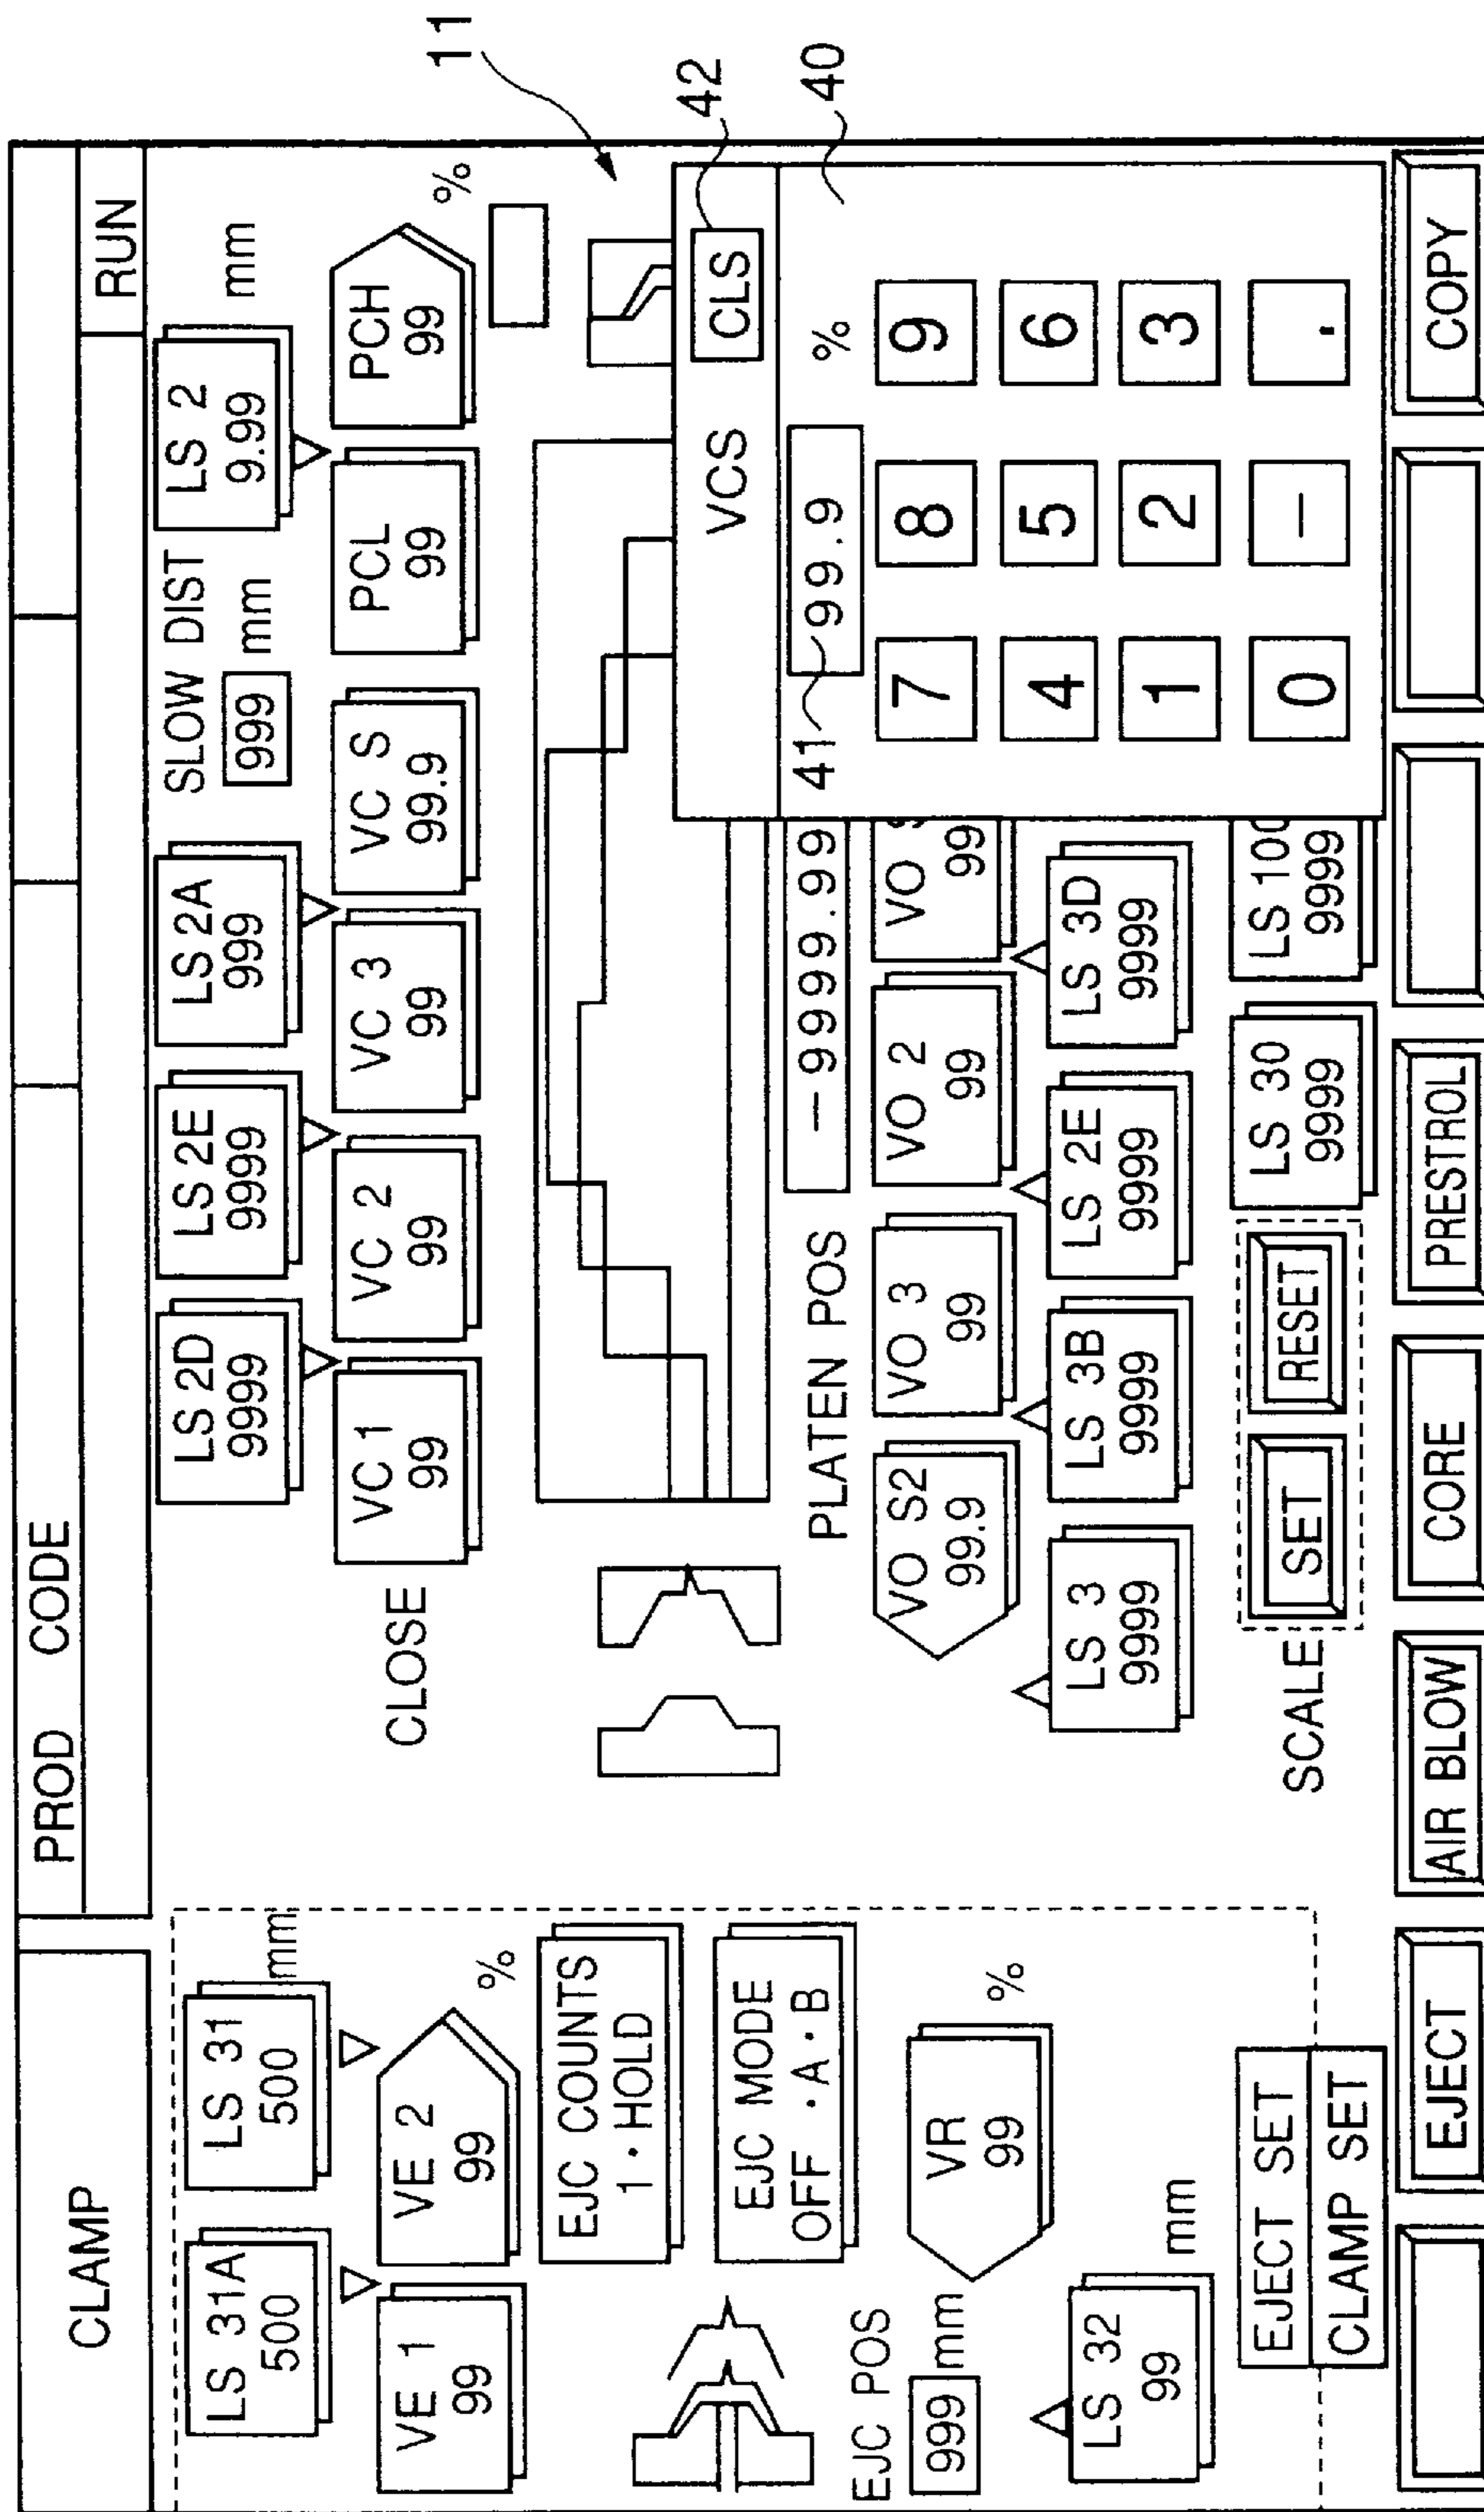 11
CLAMP
PROD CODE
RUN
LS 31A
500
LS 31
500
mm
VE 1
99
VE 2
99
%
EJC COUNTS
1・HOLD
EJC MODE
OFF ・A・B
EJC POS
999 mm
VR
99
%
LS 32
99
mm
EJECT SET
CLAMP SET
LS 2D
9999
LS 2E
9999
LS 2A
999
SLOW DIST
999 mm
LS 2
9.99
mm
CLOSE
VC 1
99
VC 2
99
VC 3
99
VC S
99.9
PCL
99
PCH
99
%
PLATEN POS
-9999.99
VO S2
99.9
VO 3
99
VO 2
99
VO
99
LS 3
9999
LS 3B
9999
LS 2E
9999
LS 3D
9999
SCALE
SET
RESET
LS 30
9999
LS 100
9999
VCS
CLS
42
40
41
99.9
%
7 8 9
4 5 6
1 2 3
0 - .
EJECT
AIR BLOW
CORE
PRESTROL
COPY